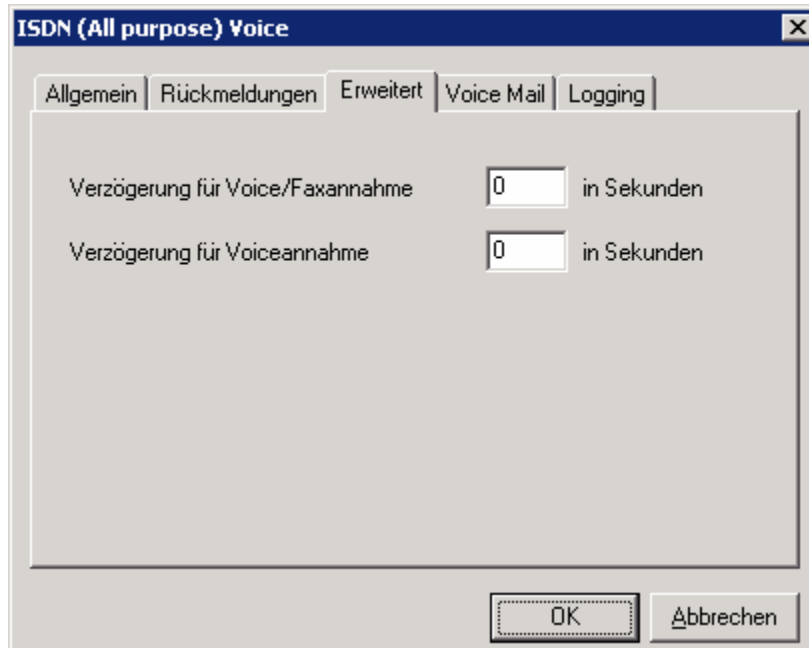 ISDN (All purpose) Voice
Allgemein Rückmeldungen Erweitert Voice Mail Logging
Verzögerung für Voice/Faxannahme 0 in Sekunden
Verzögerung für Voiceannahme 0 in Sekunden
OK Abbrechen